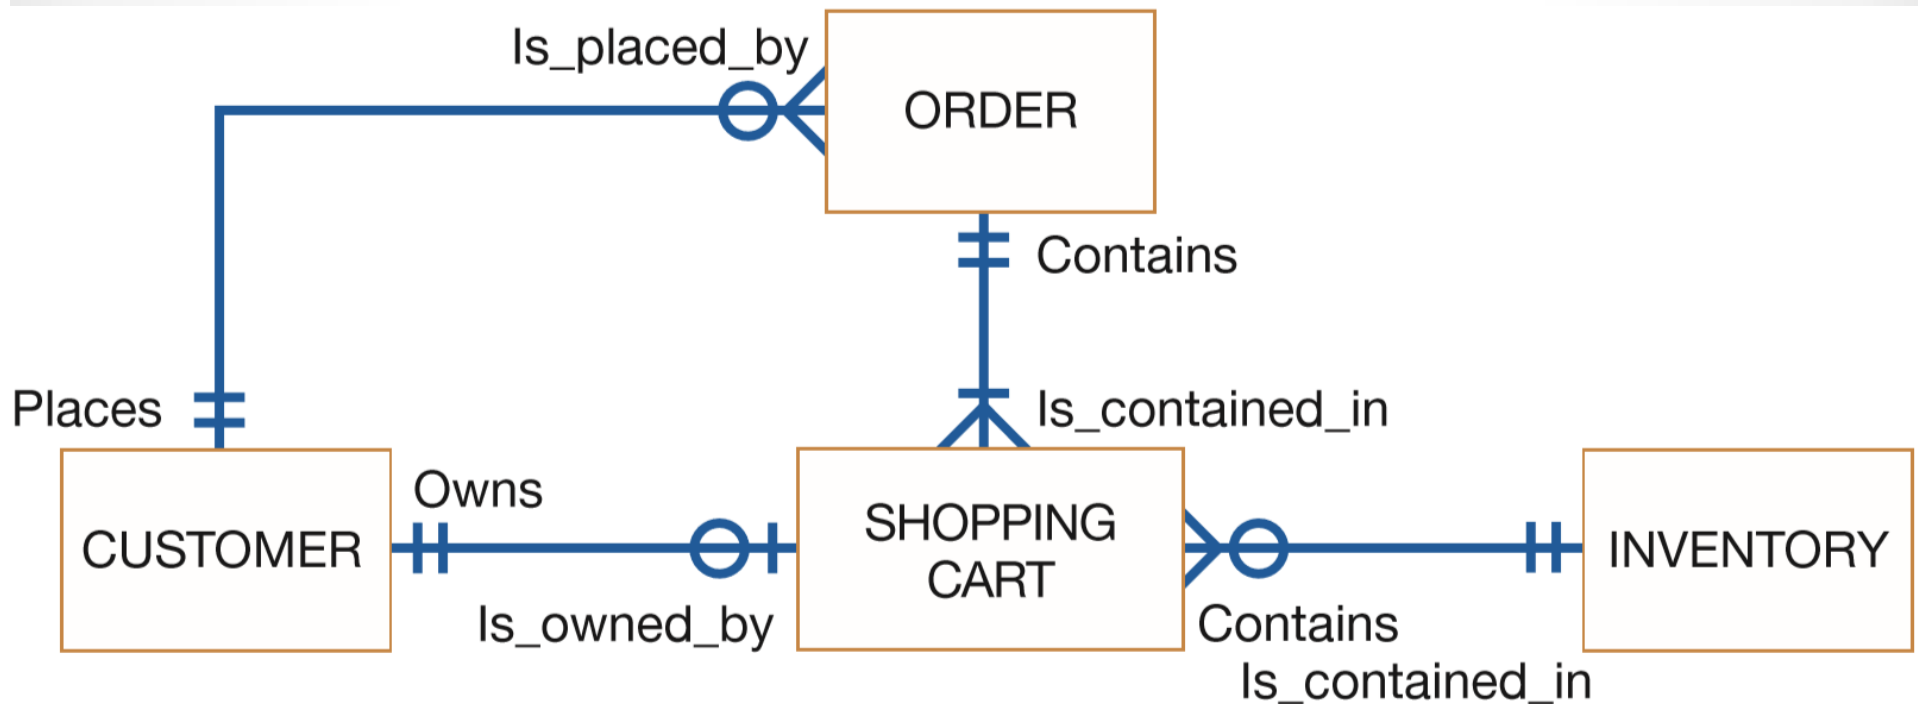 Is_placed_by
ORDER
Contains
Places
Is_contained_in
CUSTOMER
Owns
Is_owned_by
SHOPPING
CART
Contains
Is_contained_in
INVENTORY